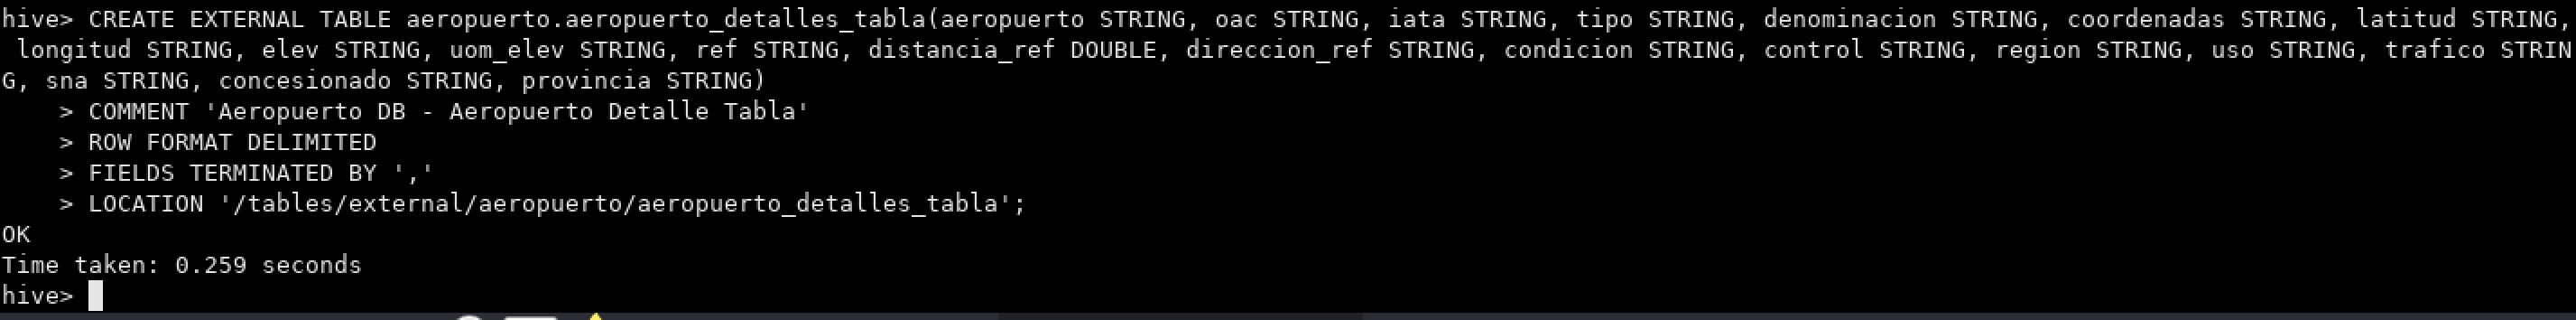 hive> CREATE EXTERNAL TABLE aeropuerto.aeropuerto_detalles_tabla(aeropuerto STRING, oac STRING, iata STRING, tipo STRING, denominacion STRING, coordenadas STRING, latitud STRING,
 longitud STRING, elev STRING, uom_elev STRING, ref STRING, distancia_ref DOUBLE, direccion_ref STRING, condicion STRING, control STRING, region STRING, uso STRING, trafico STRIN
G, sna STRING, concesionado STRING, provincia STRING)
    > COMMENT 'Aeropuerto DB - Aeropuerto Detalle Tabla'
    > ROW FORMAT DELIMITED
    > FIELDS TERMINATED BY ','
    > LOCATION '/tables/external/aeropuerto/aeropuerto_detalles_tabla';
OK
Time taken: 0.259 seconds
hive>